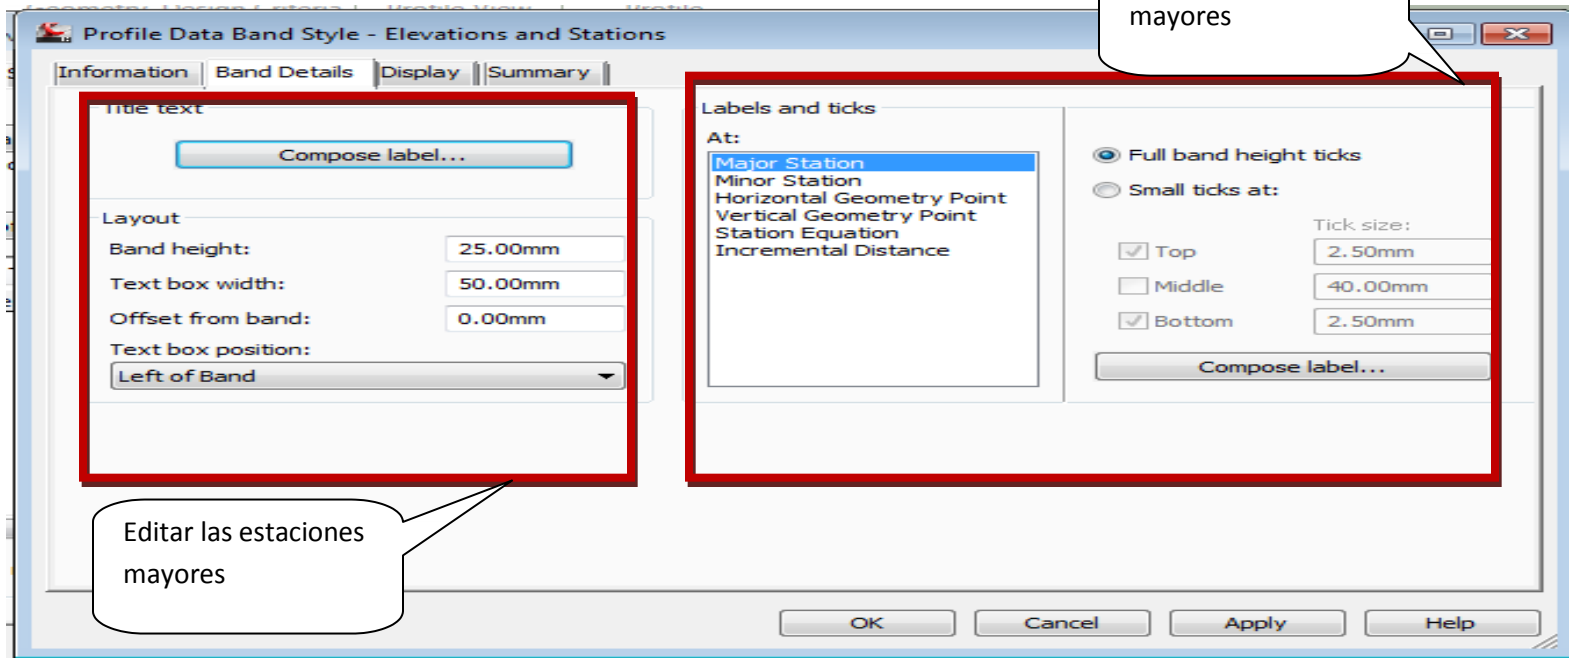 mayores
Profile Data Band Style - Elevations and Stations
Information Band Details Display Summary
Title text
Compose label...
Layout
Band height: 25.00mm
Text box width: 50.00mm
Offset from band: 0.00mm
Text box position:
Left of Band
Labels and ticks
At:
Major Station
Minor Station
Horizontal Geometry Point
Vertical Geometry Point
Station Equation
Incremental Distance
Full band height ticks
Small ticks at:
Tick size:
Top 2.50mm
Middle 40.00mm
Bottom 2.50mm
Compose label...
Editar las estaciones
mayores
OK Cancel Apply Help